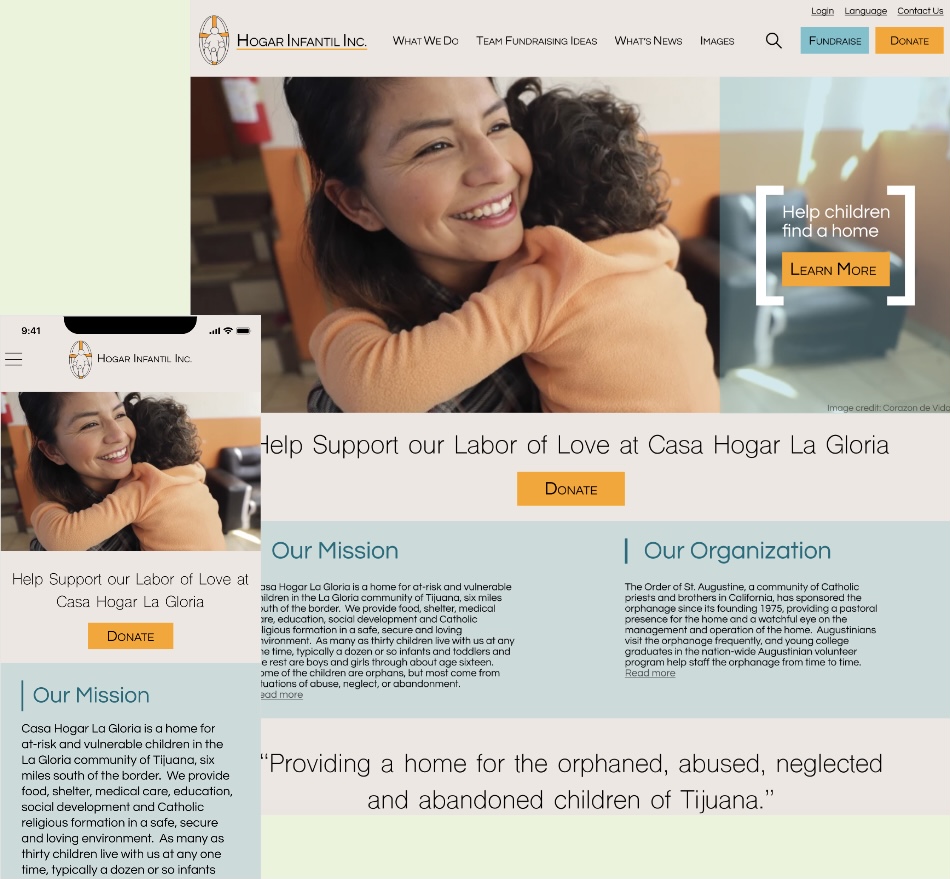 Login Language Contact Us
HOGAR INFANTIL INC. WHAT WE DO TEAM FUNDRAISING IDEAS WHAT'S NEWS IMAGES FUNDRAISE DONATE
Help children
find a home
LEARN MORE
Image credit: Corazon de Vida
Help Support our Labor of Love at Casa Hogar La Gloria
DONATE
Our Mission
asa Hogar La Gloria is a home for at-risk and vulnerable
ildren in the La Gloria community of Tijuana, six miles
outh of the border. We provide food, shelter, medical
are, education, social development and Catholic
ligious formation in a safe, secure and loving
nvironment. As many as thirty children live with us at any
e time, typically a dozen or so infants and toddlers and
e rest are boys and girls through about age sixteen.
ome of the children are orphans, but most come from
tuations of abuse, neglect, or abandonment.
ead more
Our Organization
The Order of St. Augustine, a community of Catholic
priests and brothers in California, has sponsored the
orphanage since its founding 1975, providing a pastoral
presence for the home and a watchful eye on the
management and operation of the home. Augustinians
visit the orphanage frequently, and young college
graduates in the nation-wide Augustinian volunteer
program help staff the orphanage from time to time.
Read more
“Providing a home for the orphaned, abused, neglected
and abandoned children of Tijuana.”
9:41
HOGAR INFANTIL INC.
Help Support our Labor of Love at
Casa Hogar La Gloria
DONATE
Our Mission
Casa Hogar La Gloria is a home for
at-risk and vulnerable children in the
La Gloria community of Tijuana, six
miles south of the border. We provide
food, shelter, medical care, education,
social development and Catholic
religious formation in a safe, secure
and loving environment. As many as
thirty children live with us at any one
time, typically a dozen or so infants